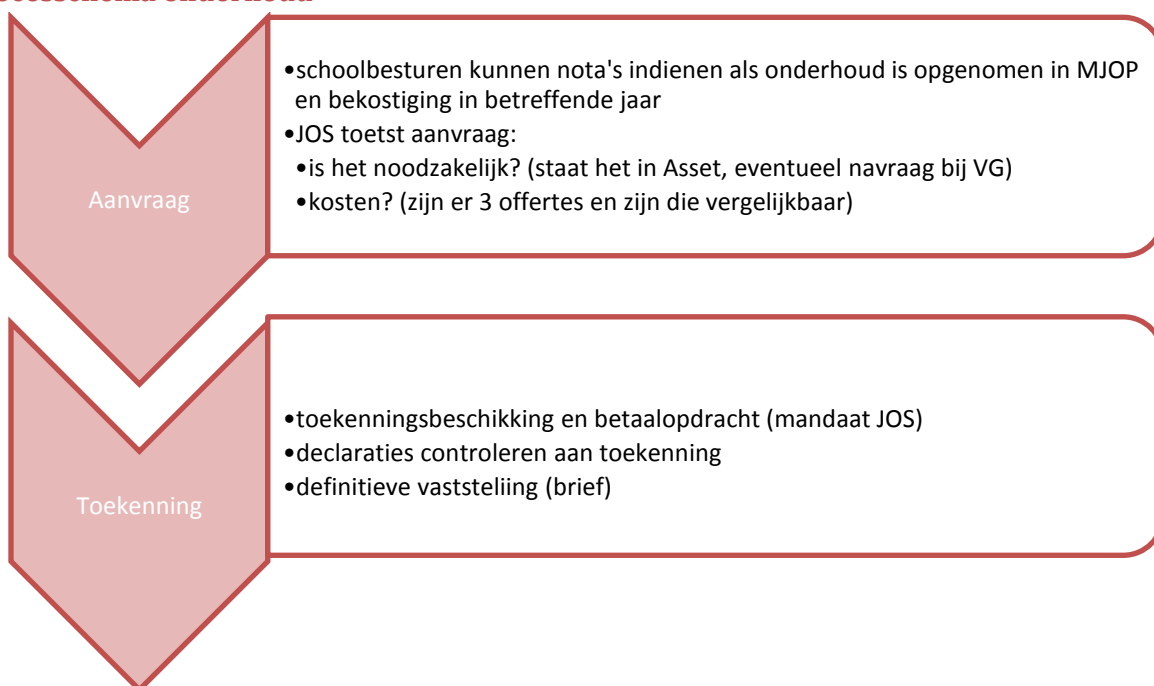 Aanvraag
•schoolbesturen kunnen nota's indienen als onderhoud is opgenomen in MJOP
en bekostiging in betreffende jaar
•JOS toetst aanvraag:
•is het noodzakelijk? (staat het in Asset, eventueel navraag bij VG)
•kosten? (zijn er 3 offertes en zijn die vergelijkbaar)
Toekenning
•toekenningsbeschikking en betaalopdracht (mandaat JOS)
•declaraties controleren aan toekenning
•definitieve vaststeliing (brief)